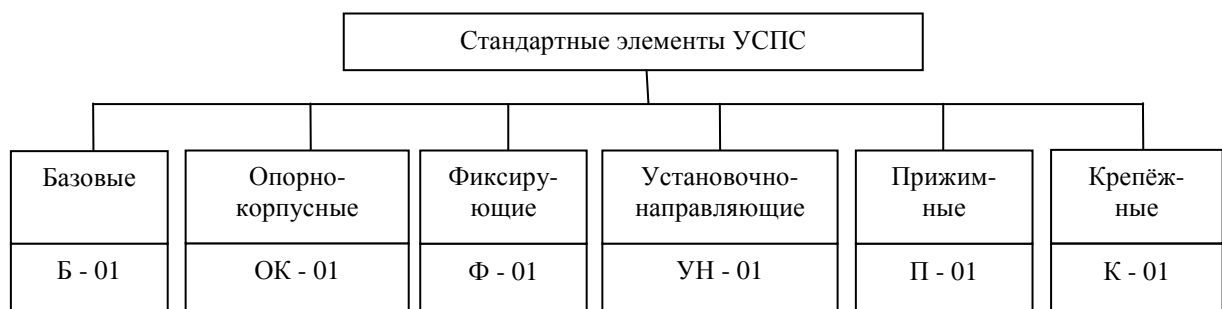 Стандартные элементы УСПС
Базовые
Опорно-
корпусные
Фиксиру-
ющие
Установочно-
направляющие
Прижим-
ные
Крепёж-
ные
Б - 01
ОК - 01
Ф - 01
УН - 01
П - 01
К - 01